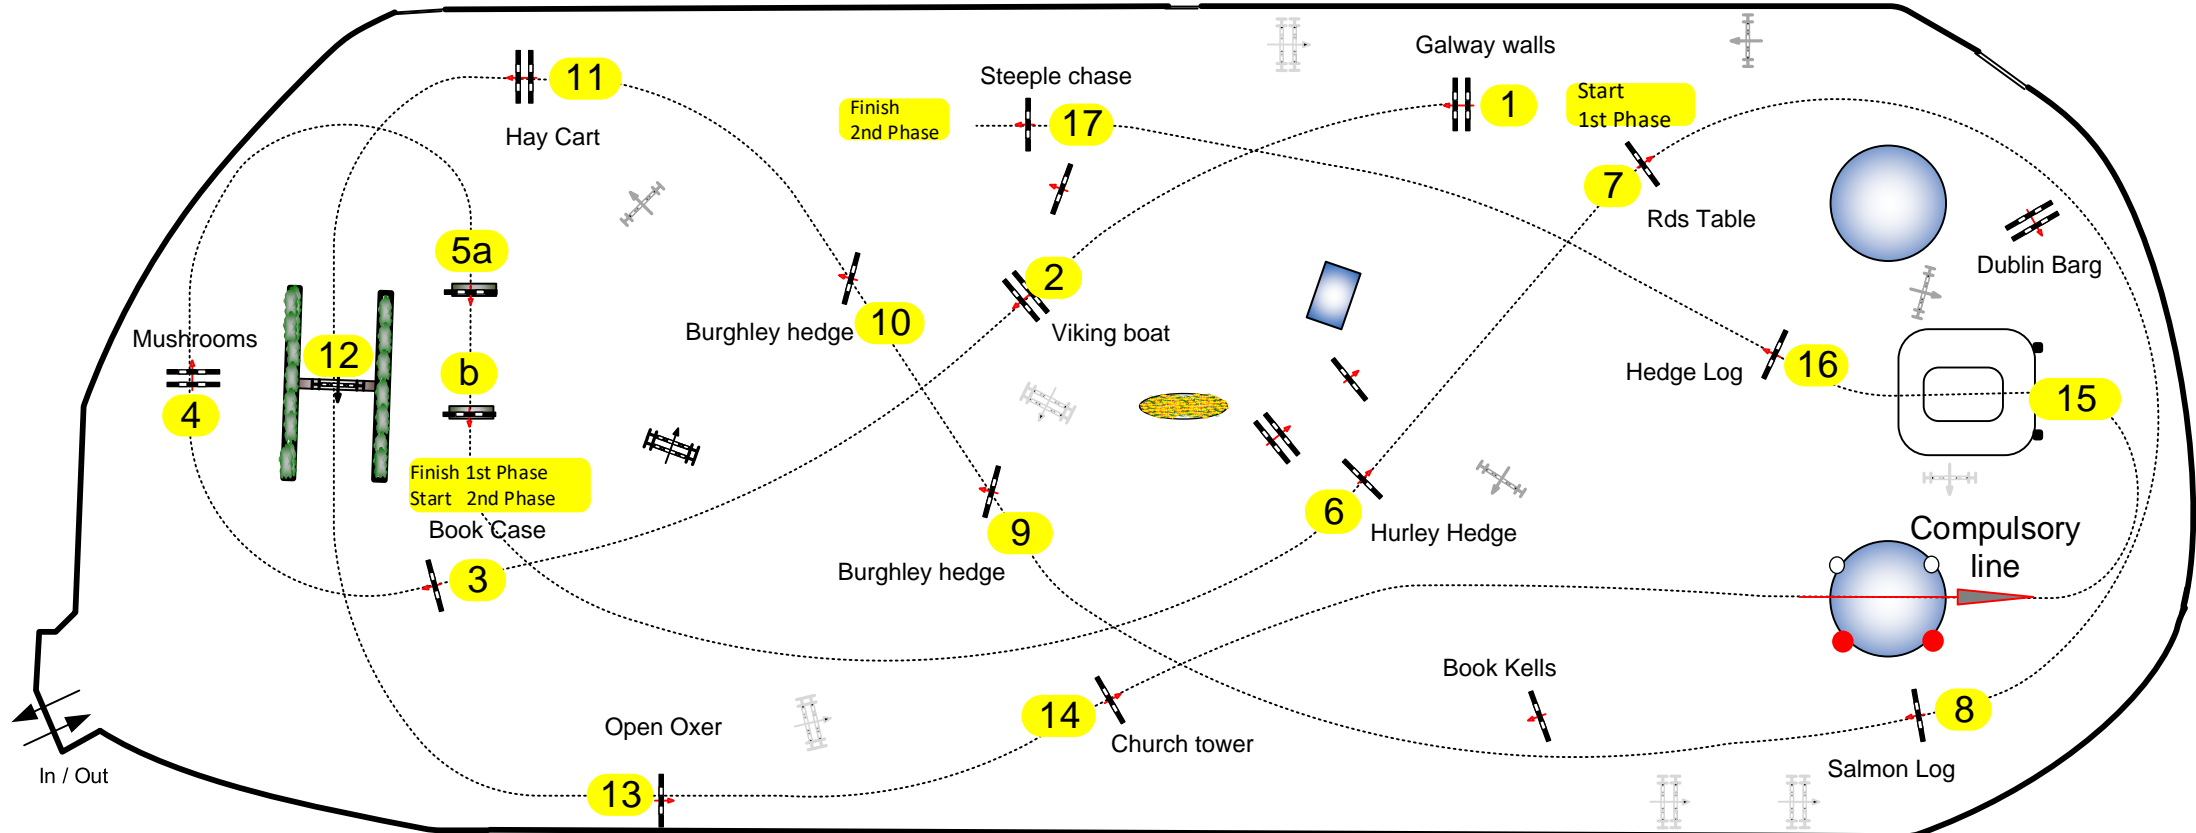 Galway walls
Steeple chase
11
Finish
2nd Phase
17
1
Start
1st Phase
Hay Cart
7
Rds Table
5a
2
Dublin Barg
Mushrooms
12
Burghley hedge
10
Viking boat
b
Hedge Log
16
15
4
Finish 1st Phase
Start 2nd Phase
Book Case
6
Hurley Hedge
9
Compulsory
line
3
Burghley hedge
Book Kells
Open Oxer
14
8
Church tower
In / Out
13
Salmon Log